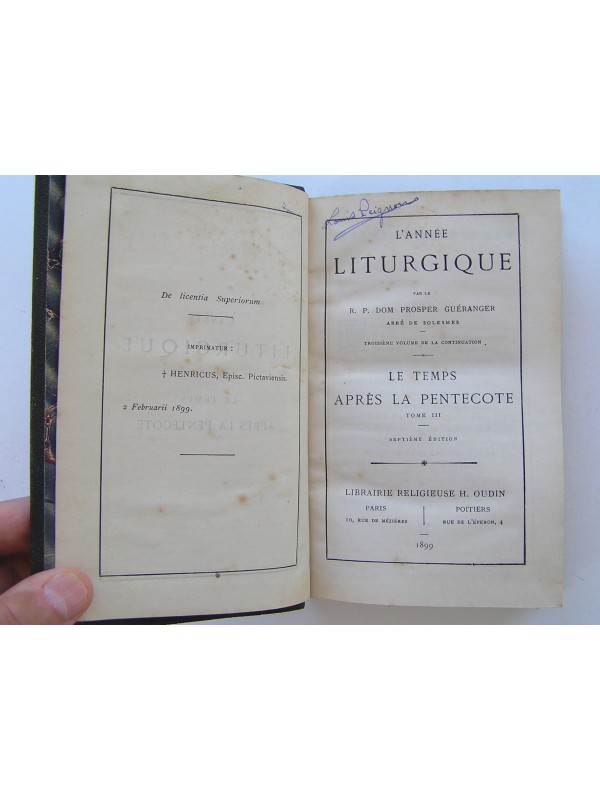 De licentia Superiorum.
IMPRIMATUR :
† HENRICUS, Episc. Pictaviensis.
2 Februarii 1899.
Louis Peignon
L'ANNÉE
LITURGIQUE
PAR LE
R. P. DOM PROSPER GUÉRANGER
ABBÉ DE SOLESMES
TROISIÈME VOLUME DE LA CONTINUATION
LE TEMPS
APRÈS LA PENTECOTE
TOME III
SEPTIÈME ÉDITION
LIBRAIRIE RELIGIEUSE H. OUDIN
PARIS POITIERS
10, RUE DE MÉZIÈRES RUE DE L'ÉPERON, 4
1899